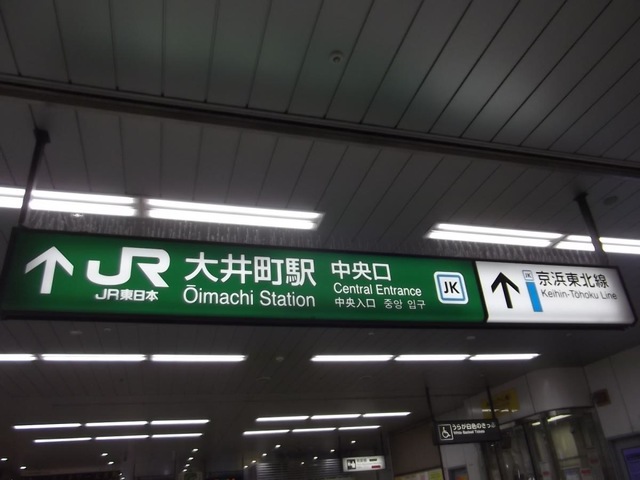 JR
JR東日本
大井町駅
Ōimachi Station
中央口
Central Entrance
中央入口 중앙 입구
JK
JK
京浜東北線
Keihin-Tōhoku Line